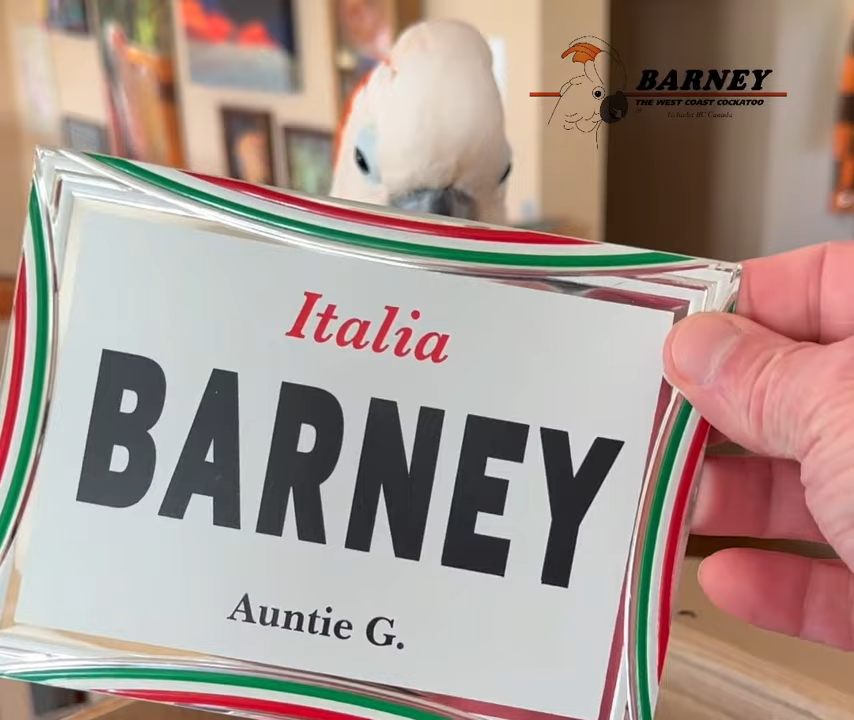 BARNEY
THE WEST COAST COCKATOO
Italia
BARNEY
Auntie G.